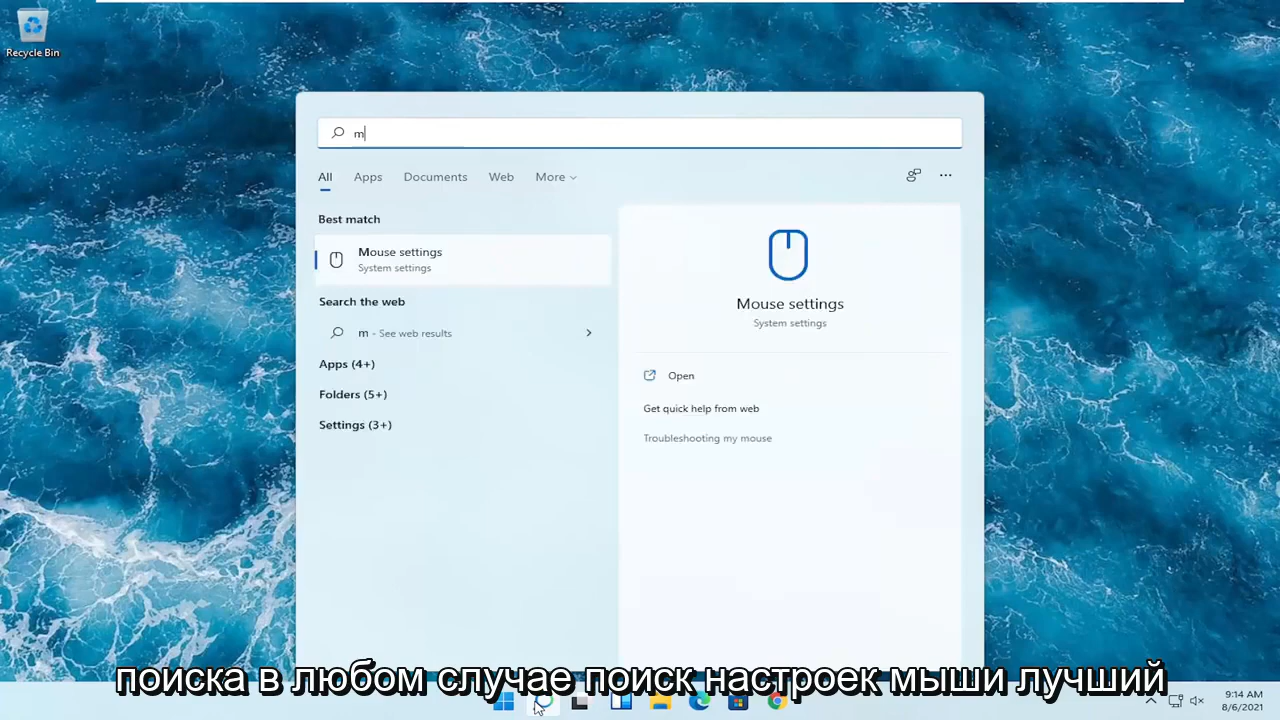 Recycle Bin
m
All Apps Documents Web More
Best match
Mouse settings
System settings
Search the web
m - See web results
Apps (4+)
Folders (5+)
Settings (3+)
Mouse settings
System settings
Open
Get quick help from web
Troubleshooting my mouse
поиска в любом случае поиск настроек мыши лучший
9:14 AM
8/6/2021